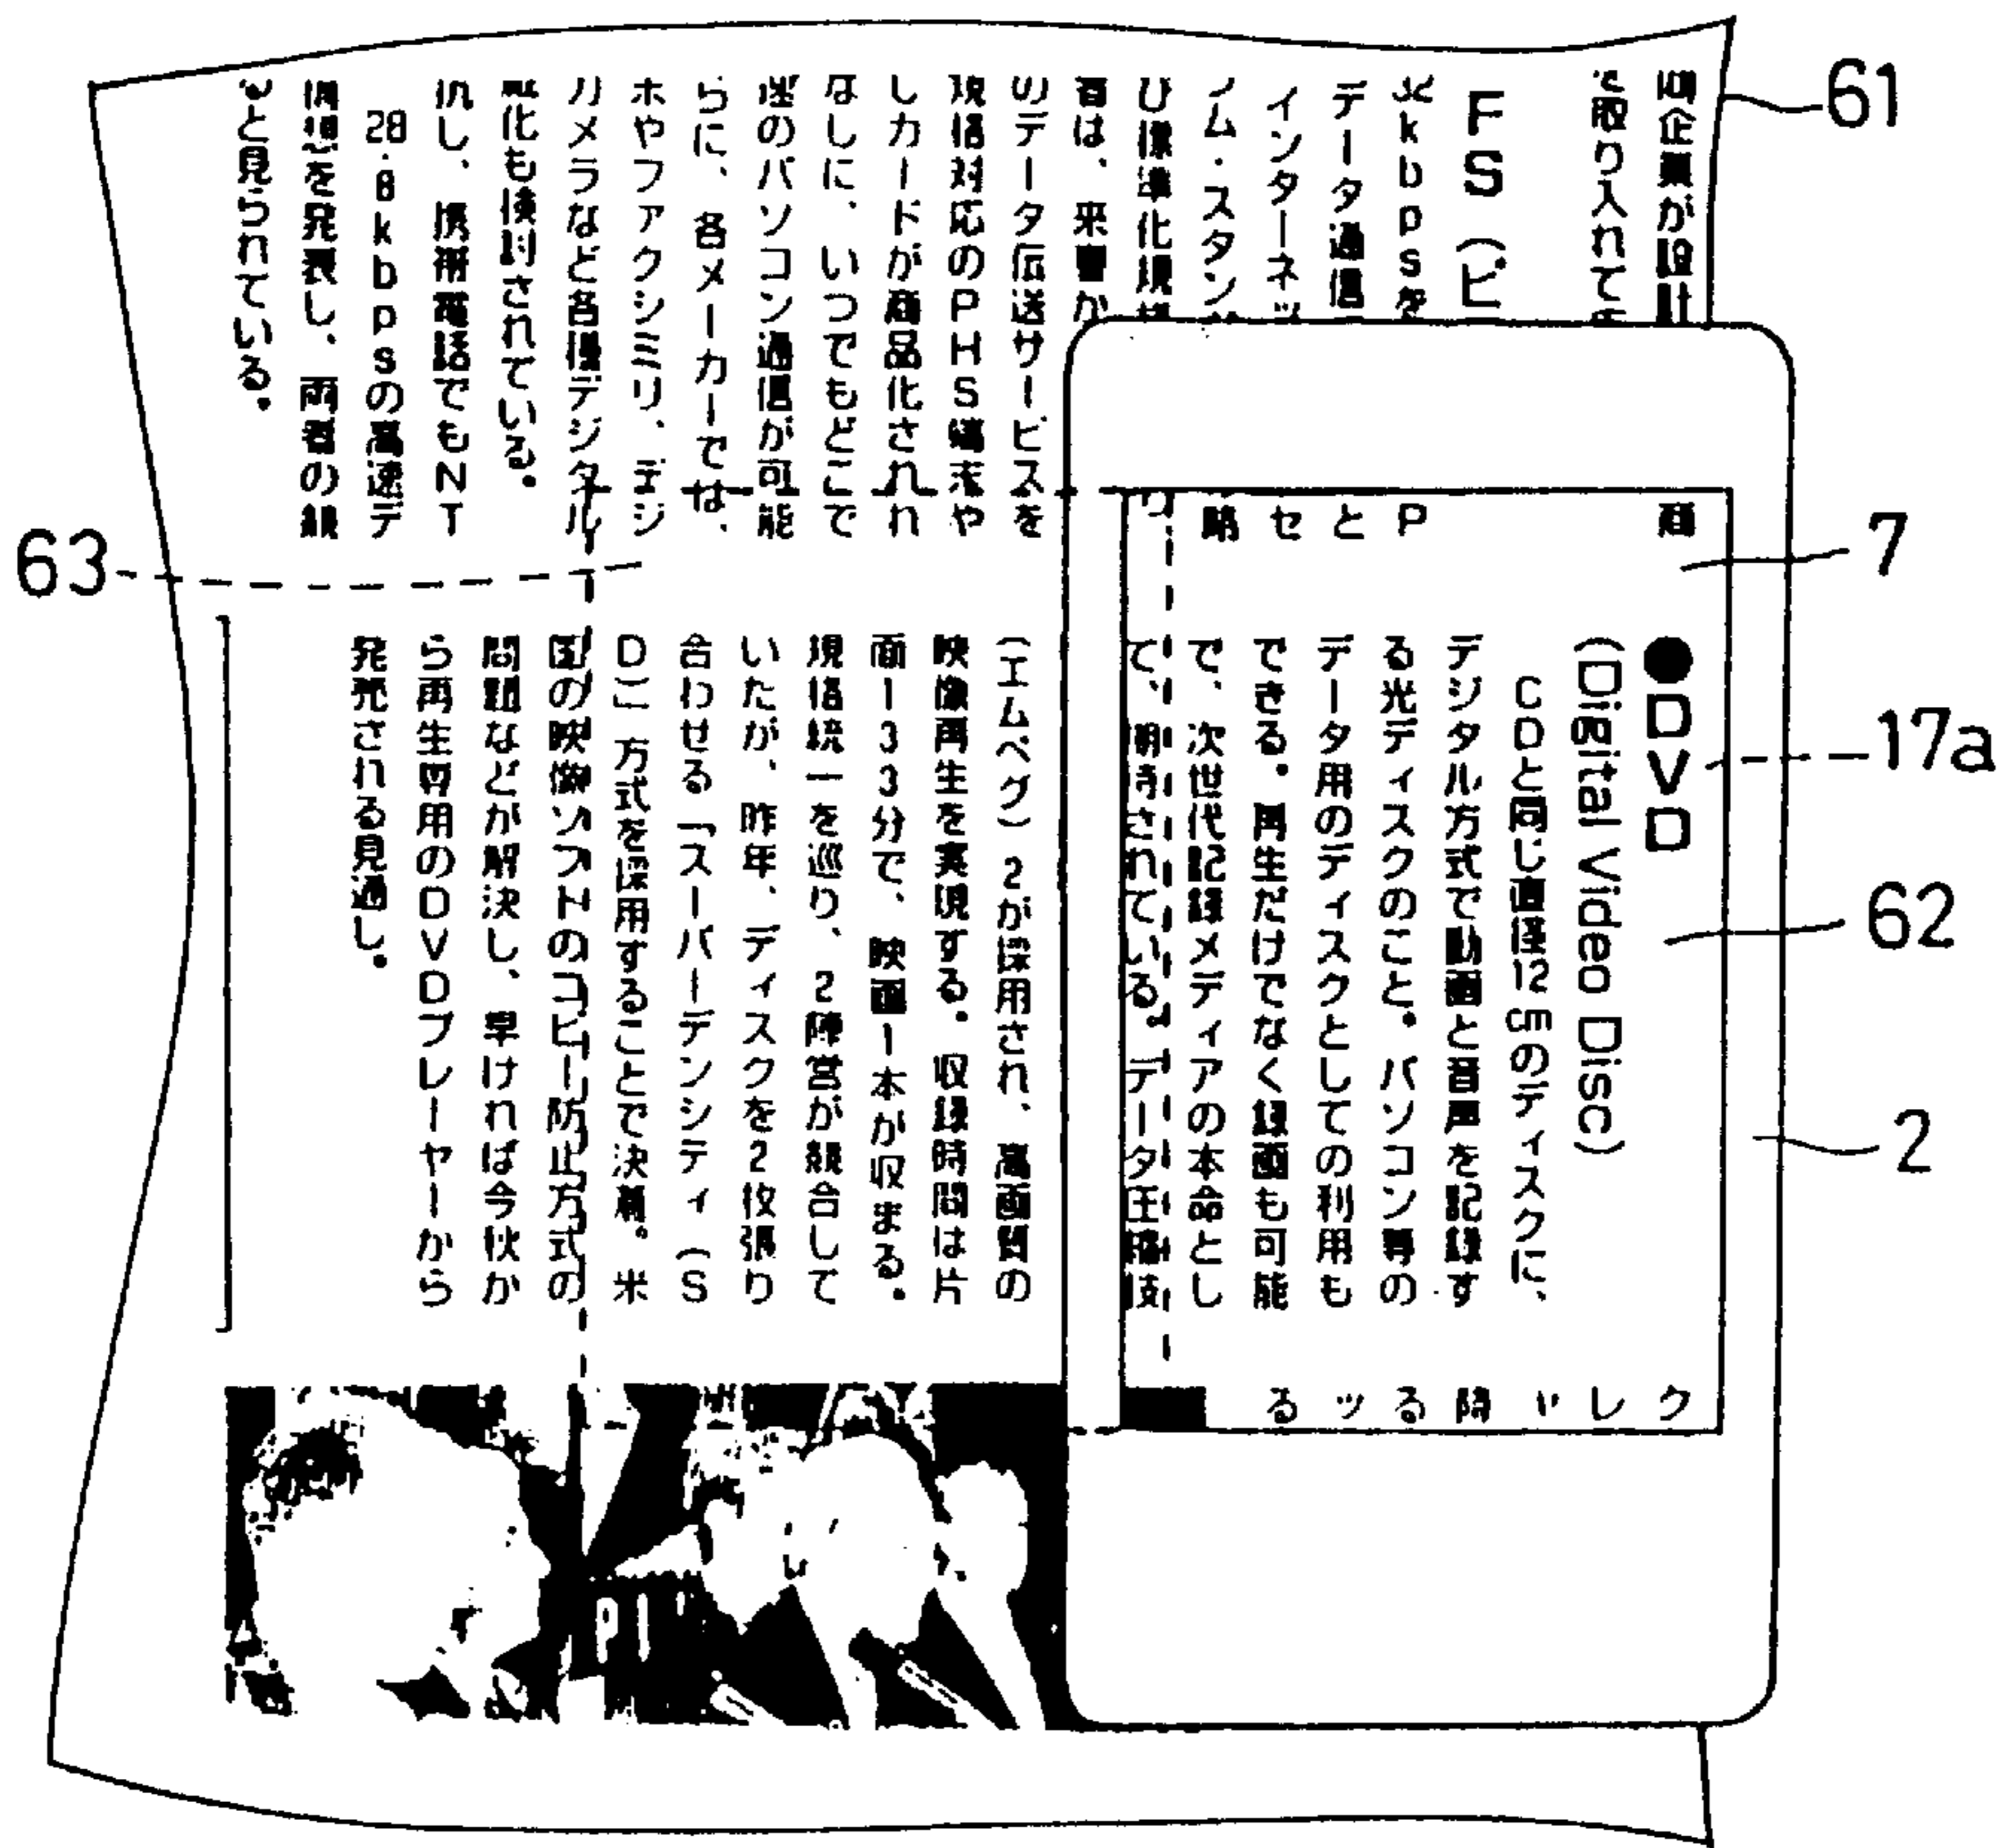 企業が設計
取り入れて
FS（ピ
kbpsを
データ通信
インターネッ
ム・スタン
標準化規
者は、来春か
のデータ伝送サービスを
規格対応のPHS端末や
しカードが商品化されれ
なしに、いつでもどこで
のパソコン通信が可能
らに、各メーカーでは、
ホやファクシミリ、デジ
カメラなど各種デジタル
化も検討されている。
し、携帯電話でもNT
28.8kbpsの高速デ
構想を発表し、両者の競
と見られている。
商
P
と
セ
略
●DVD
(Digital Video Disc)
CDと同じ直径12cmのディスクに、
デジタル方式で動画と音声を記録す
る光ディスクのこと。パソコン等の
データ用のディスクとしての利用も
できる。再生だけでなく録画も可能
で、次世代記録メディアの本命とし
て、期待されている。データ圧縮技
（エムペグ）2が採用され、高画質の
映像再生を実現する。収録時間は片
面133分で、映画1本が収まる。
規格統一を巡り、2陣営が競合して
いたが、昨年、ディスクを2枚張り
合わせる「スーパーデンシティ（S
D）」方式を採用することで決着。米
国の映像ソフトのコピー防止方式の
問題などが解決し、早ければ今秋か
ら再生専用のDVDプレーヤーから
発売される見通し。
ク
レ
降
る
ッ
る
61
63
7
17a
62
2